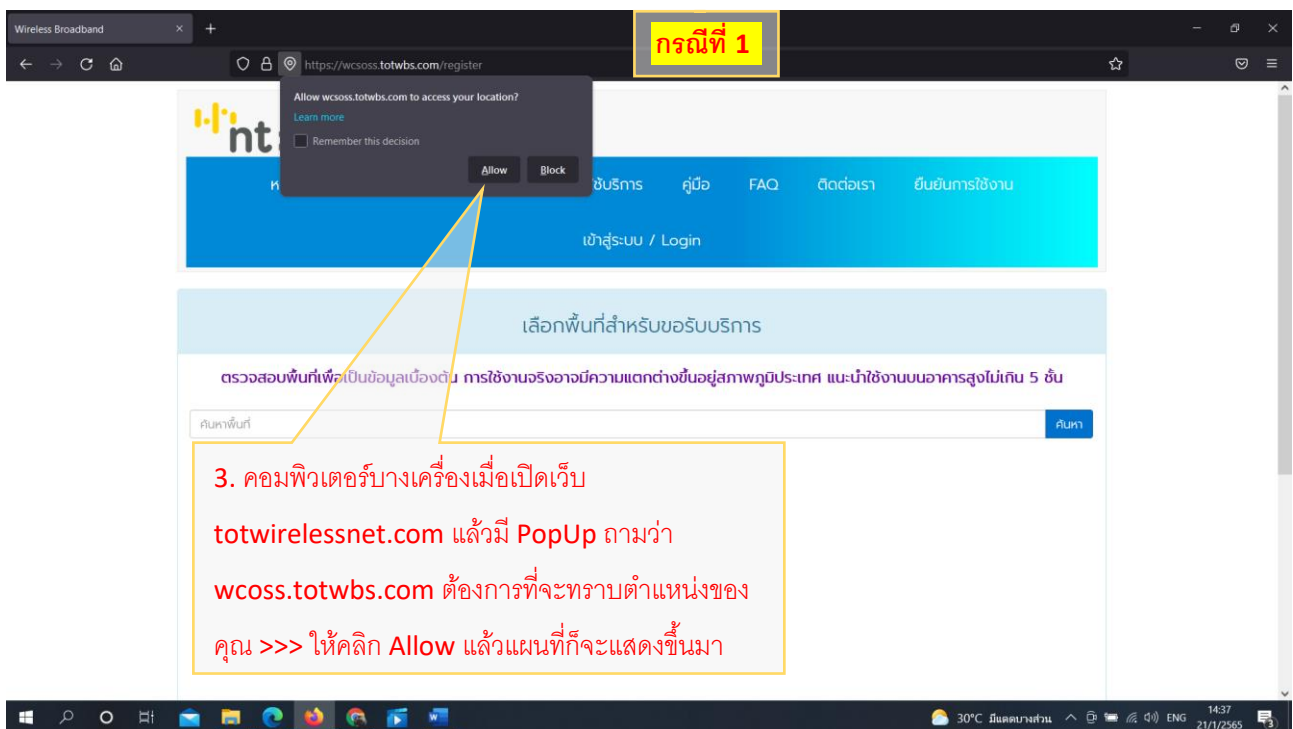 Wireless Broadband
กรณีที่ 1
https://wcsoss.totwbs.com/register
Allow wcsoss.totwbs.com to access your location?
Learn more
Remember this decision
Allow Block
nt
ห
ช้บริการ คู่มือ FAQ ติดต่อเรา ยืนยันการใช้งาน
เข้าสู่ระบบ / Login
เลือกพื้นที่สำหรับขอรับบริการ
ตรวจสอบพื้นที่เพื่อเป็นข้อมูลเบื้องต้น การใช้งานจริงอาจมีความแตกต่างขึ้นอยู่สภาพภูมิประเทศ แนะนำใช้งานบนอาคารสูงไม่เกิน 5 ชั้น
ค้นหาพื้นที่ ค้นหา
3. คอมพิวเตอร์บางเครื่องเมื่อเปิดเว็บ
totwirelessnet.com แล้วมี PopUp ถามว่า
wcoss.totwbs.com ต้องการที่จะทราบตำแหน่งของ
คุณ >>> ให้คลิก Allow แล้วแผนที่ก็จะแสดงขึ้นมา
30°C มีแดดบางส่วน ENG 14:37
21/1/2565 3